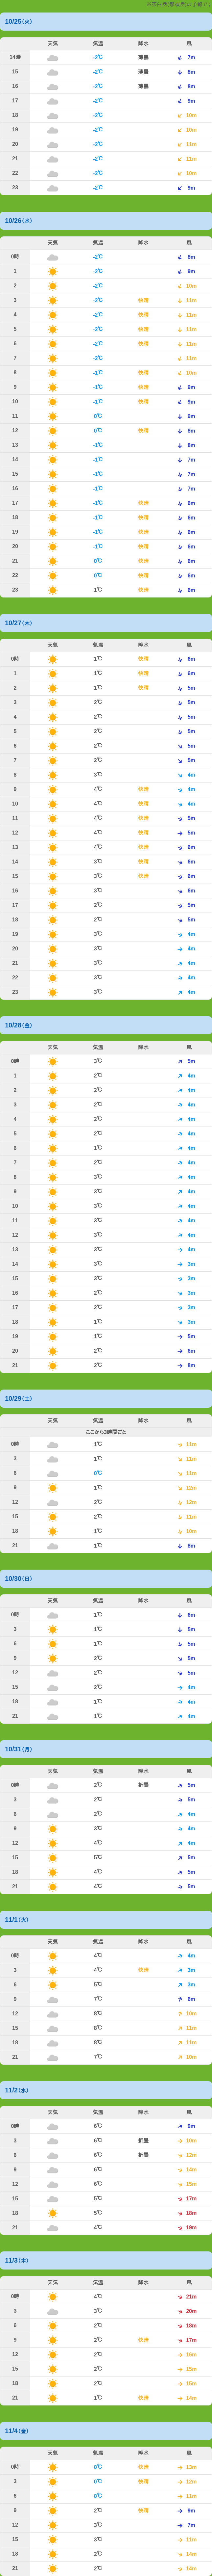 10/25(火)
天気 気温 降水 風
14時 -2℃ 薄曇 7m
15 -2℃ 薄曇 8m
16 -2℃ 薄曇 8m
17 -2℃ 9m
18 -2℃ 10m
19 -2℃ 10m
20 -2℃ 11m
21 -2℃ 11m
22 -2℃ 10m
23 -2℃ 9m
10/26(水)
天気 気温 降水 風
0時 -2℃ 8m
1 -2℃ 9m
2 -2℃ 10m
3 -2℃ 快晴 11m
4 -2℃ 快晴 11m
5 -2℃ 快晴 11m
6 -2℃ 快晴 11m
7 -2℃ 11m
8 -1℃ 快晴 10m
9 -1℃ 快晴 9m
10 -1℃ 快晴 9m
11 0℃ 9m
12 0℃ 快晴 8m
13 -1℃ 8m
14 -1℃ 7m
15 -1℃ 7m
16 -1℃ 7m
17 -1℃ 快晴 6m
18 -1℃ 快晴 6m
19 -1℃ 快晴 6m
20 -1℃ 快晴 6m
21 0℃ 快晴 6m
22 0℃ 快晴 6m
23 1℃ 快晴 6m
10/27(木)
天気 気温 降水 風
0時 1℃ 快晴 6m
1 1℃ 快晴 6m
2 1℃ 快晴 5m
3 2℃ 5m
4 2℃ 5m
5 2℃ 5m
6 2℃ 5m
7 2℃ 5m
8 3℃ 4m
9 4℃ 快晴 4m
10 4℃ 快晴 4m
11 4℃ 快晴 5m
12 4℃ 快晴 5m
13 4℃ 快晴 6m
14 3℃ 快晴 6m
15 3℃ 快晴 6m
16 3℃ 6m
17 2℃ 5m
18 2℃ 5m
19 3℃ 4m
20 3℃ 4m
21 3℃ 4m
22 3℃ 4m
23 3℃ 4m
10/28(金)
天気 気温 降水 風
0時 3℃ 5m
1 2℃ 4m
2 2℃ 4m
3 2℃ 4m
4 2℃ 4m
5 2℃ 4m
6 1℃ 4m
7 2℃ 4m
8 3℃ 4m
9 3℃ 4m
10 3℃ 4m
11 3℃ 4m
12 3℃ 4m
13 3℃ 4m
14 3℃ 3m
15 3℃ 3m
16 2℃ 3m
17 2℃ 3m
18 1℃ 3m
19 1℃ 5m
20 2℃ 6m
21 2℃ 8m
10/29(土)
天気 気温 降水 風
ここから3時間ごと
0時 1℃ 11m
3 1℃ 11m
6 0℃ 11m
9 1℃ 12m
12 2℃ 12m
15 2℃ 11m
18 1℃ 10m
21 1℃ 8m
10/30(日)
天気 気温 降水 風
0時 1℃ 6m
3 1℃ 5m
6 1℃ 5m
9 2℃ 5m
12 2℃ 5m
15 2℃ 4m
18 1℃ 4m
21 1℃ 4m
10/31(月)
天気 気温 降水 風
0時 2℃ 折曇 5m
3 2℃ 5m
6 2℃ 4m
9 3℃ 4m
12 4℃ 4m
15 5℃ 5m
18 4℃ 5m
21 4℃ 5m
11/1(火)
天気 気温 降水 風
0時 4℃ 4m
3 4℃ 快晴 3m
6 5℃ 3m
9 7℃ 6m
12 8℃ 10m
15 8℃ 11m
18 8℃ 11m
21 7℃ 10m
11/2(水)
天気 気温 降水 風
0時 6℃ 9m
3 6℃ 折曇 10m
6 6℃ 折曇 12m
9 6℃ 14m
12 6℃ 15m
15 5℃ 17m
18 5℃ 18m
21 4℃ 19m
11/3(木)
天気 気温 降水 風
0時 4℃ 21m
3 3℃ 20m
6 2℃ 18m
9 2℃ 快晴 17m
12 2℃ 16m
15 2℃ 15m
18 2℃ 15m
21 1℃ 快晴 14m
11/4(金)
天気 気温 降水 風
0時 0℃ 快晴 13m
3 0℃ 快晴 12m
6 0℃ 11m
9 2℃ 快晴 9m
12 3℃ 7m
15 3℃ 11m
18 2℃ 14m
21 2℃ 14m